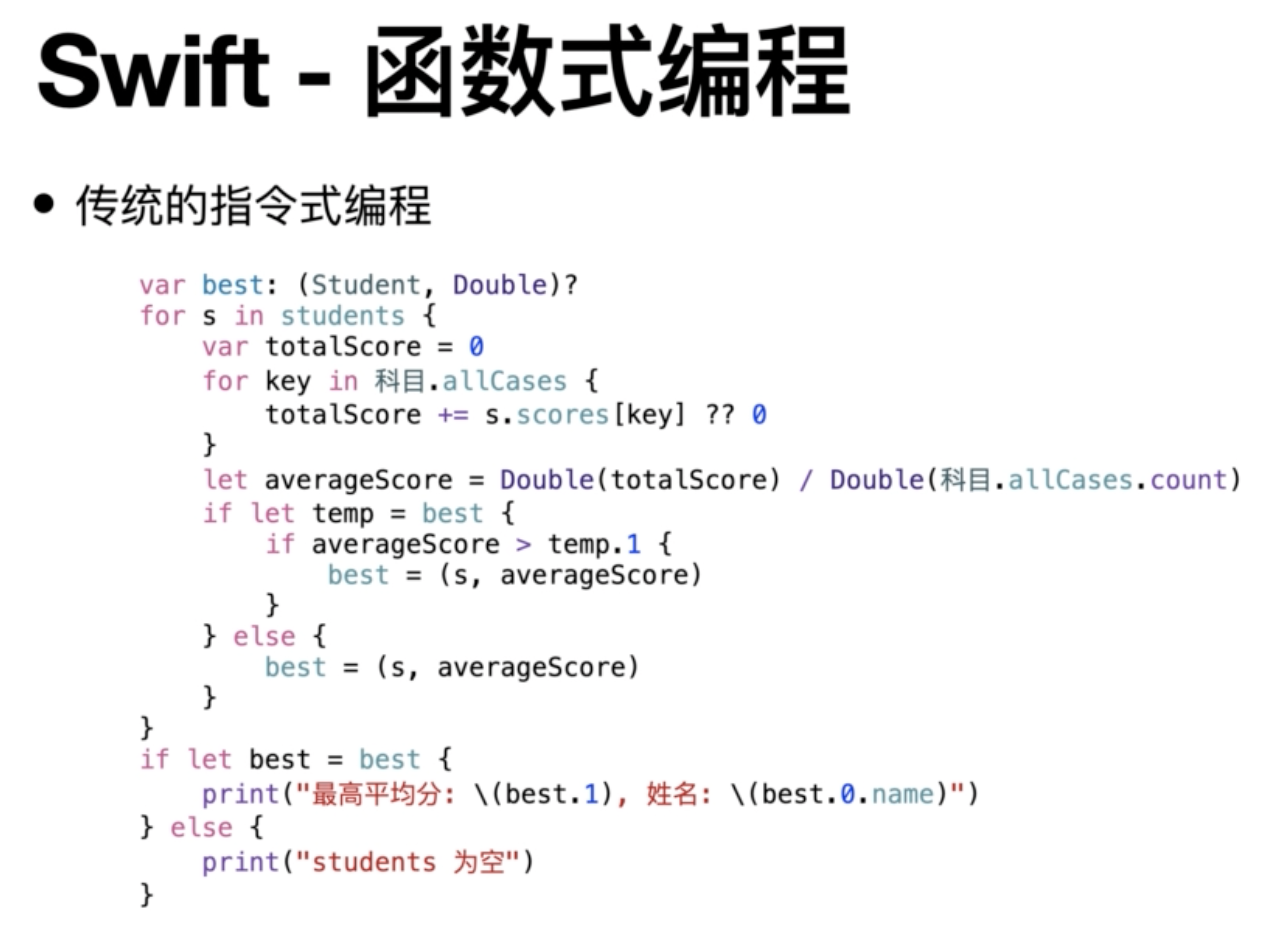 Swift - 函数式编程
• 传统的指令式编程
var best: (Student, Double)?
for s in students {
    var totalScore = 0
    for key in 科目.allCases {
        totalScore += s.scores[key] ?? 0
    }
    let averageScore = Double(totalScore) / Double(科目.allCases.count)
    if let temp = best {
        if averageScore > temp.1 {
            best = (s, averageScore)
        }
    } else {
        best = (s, averageScore)
    }
}
if let best = best {
    print("最高平均分: \(best.1), 姓名: \(best.0.name)")
} else {
    print("students 为空")
}